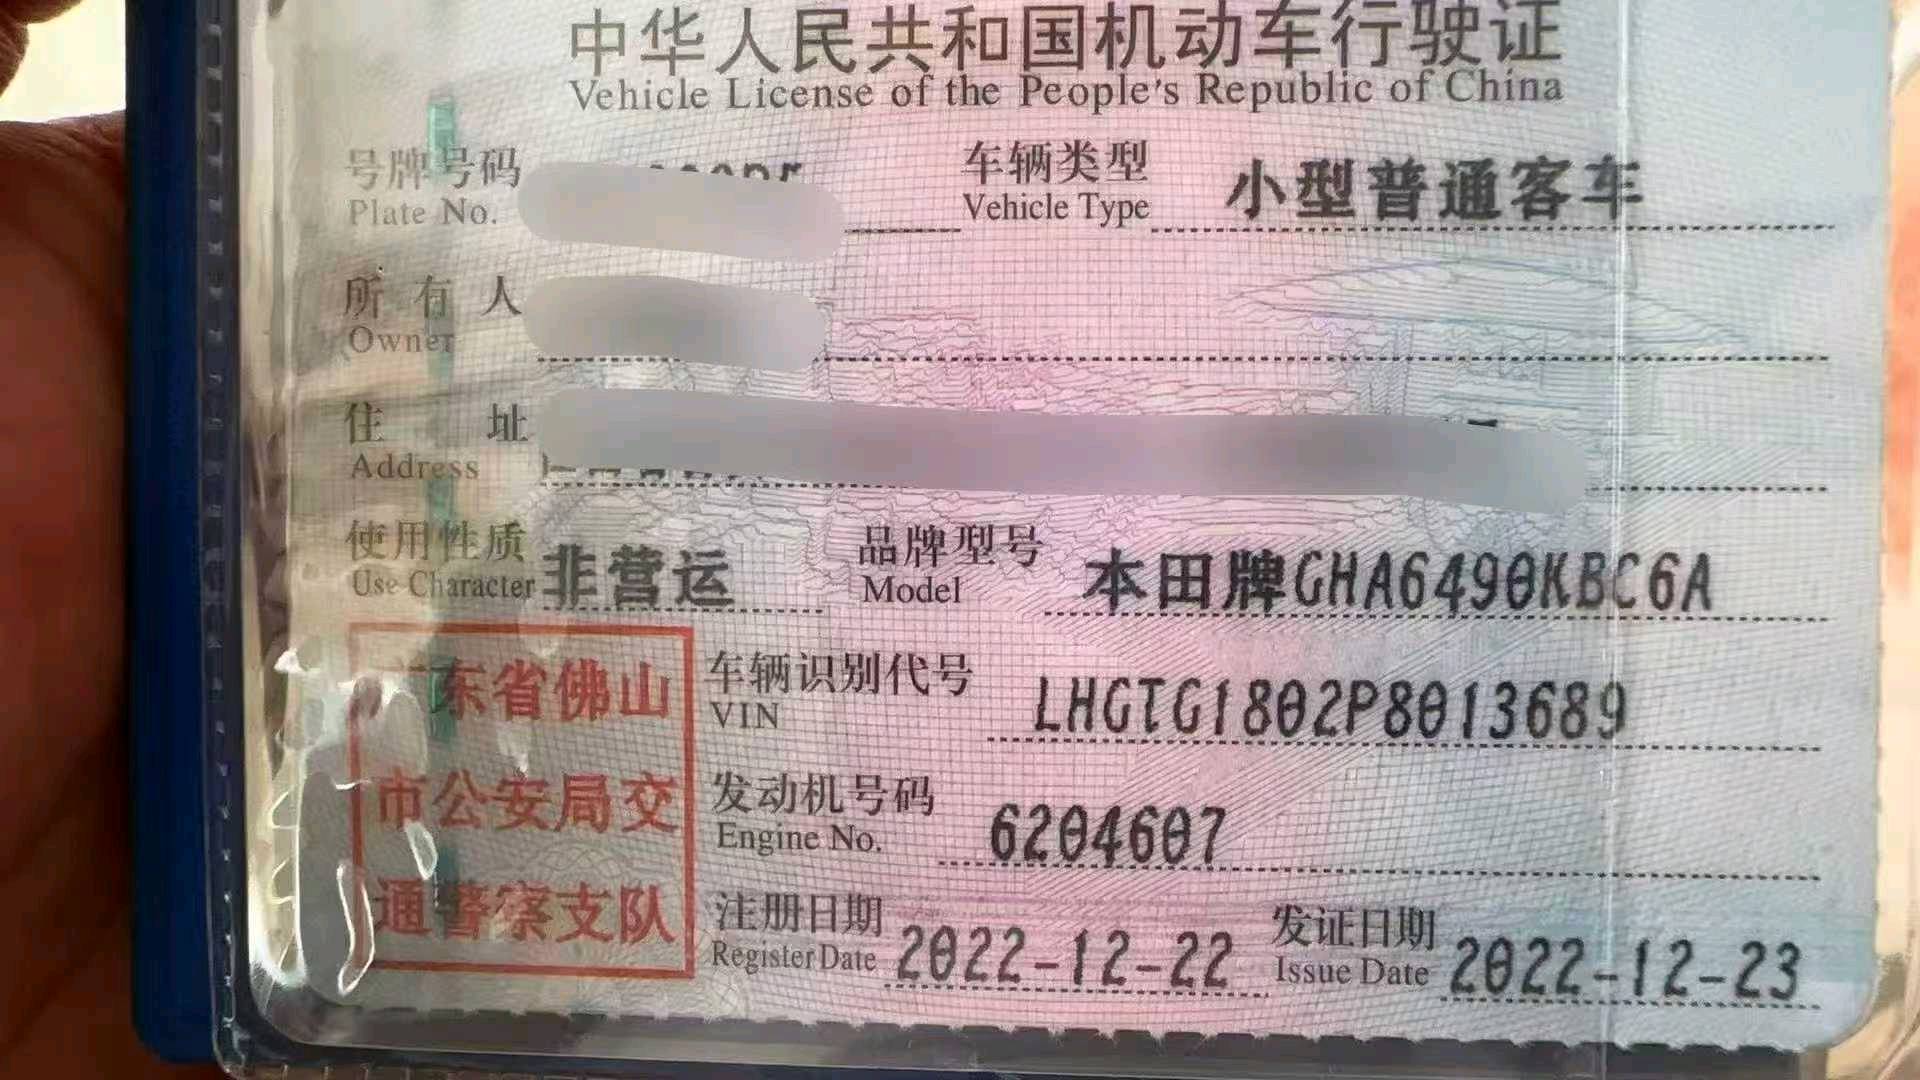 中华人民共和国机动车行驶证
Vehicle License of the People's Republic of China
号牌号码
Plate No.
车辆类型 小型普通客车
Vehicle Type
所有人
Owner
住址
Address
使用性质 非营运
Use Character
品牌型号 本田牌GHA6490KBC6A
Model
东省佛山
市公安局交
通警察支队
车辆识别代号 LHGTG1802P8013689
VIN
发动机号码 6204607
Engine No.
注册日期 2022-12-22
Register Date
发证日期 2022-12-23
Issue Date